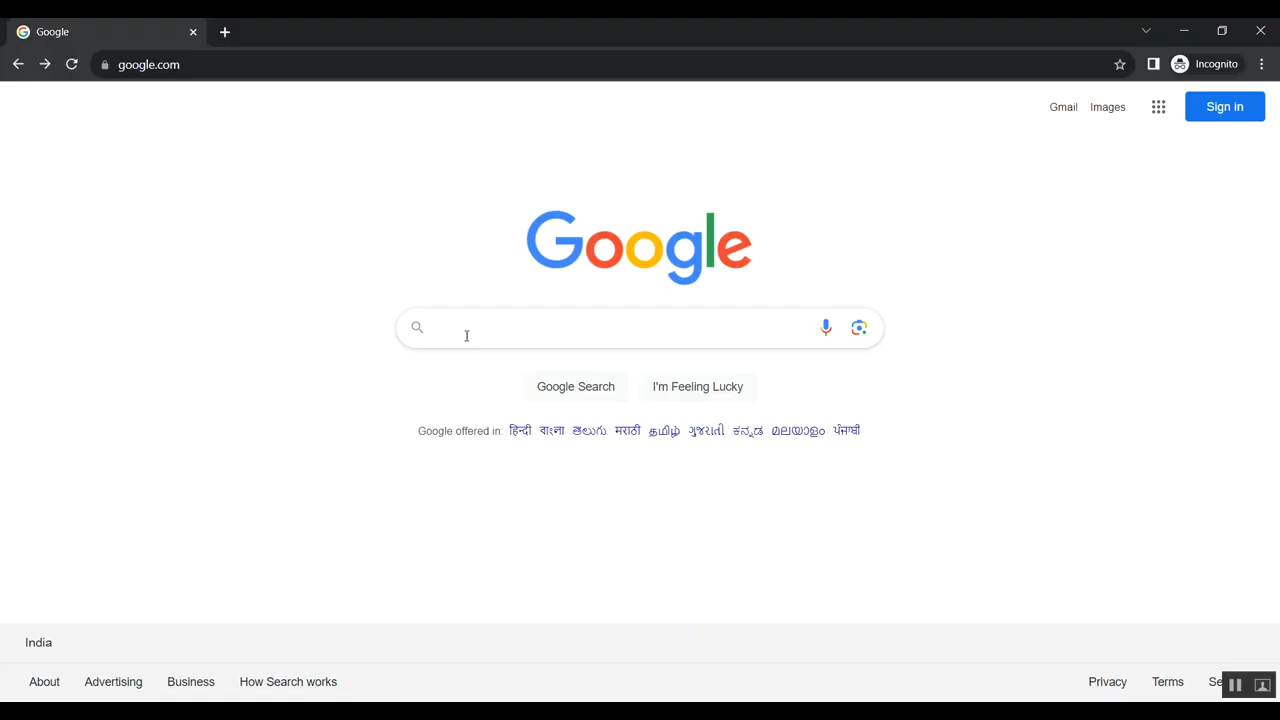 Google
google.com
Incognito
Gmail Images Sign in
Google
Google Search I'm Feeling Lucky
Google offered in: हिन्दी বাংলা తెలుగు मराठी தமிழ் ગુજરાતી ಕನ್ನಡ മലയാളം ਪੰਜਾਬੀ
India
About Advertising Business How Search works Privacy Terms